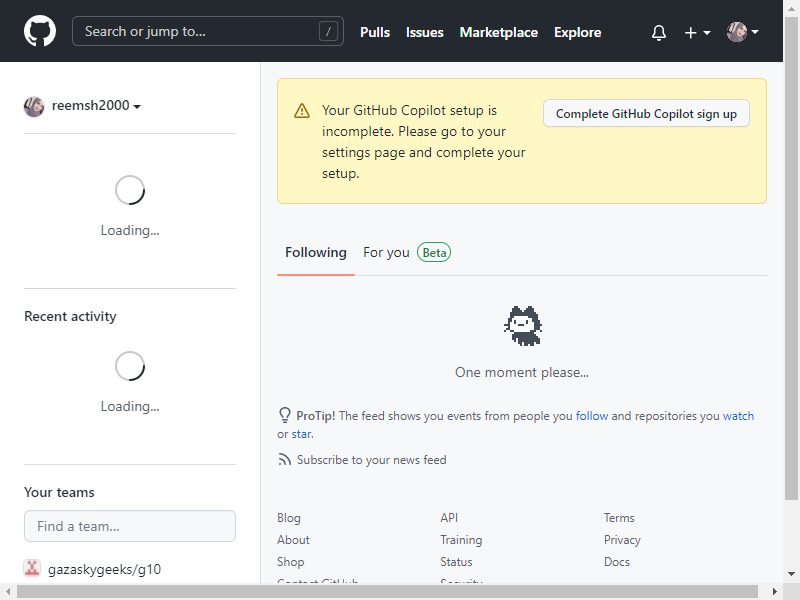 Search or jump to... /
Pulls Issues Marketplace Explore
reemsh2000
Loading...
Recent activity
Loading...
Your teams
Find a team...
gazaskygeeks/g10
Your GitHub Copilot setup is
incomplete. Please go to your
settings page and complete your
setup.
Complete GitHub Copilot sign up
Following For you Beta
One moment please...
ProTip! The feed shows you events from people you follow and repositories you watch
or star.
Subscribe to your news feed
Blog API Terms
About Training Privacy
Shop Status Docs
Contact GitHub Security